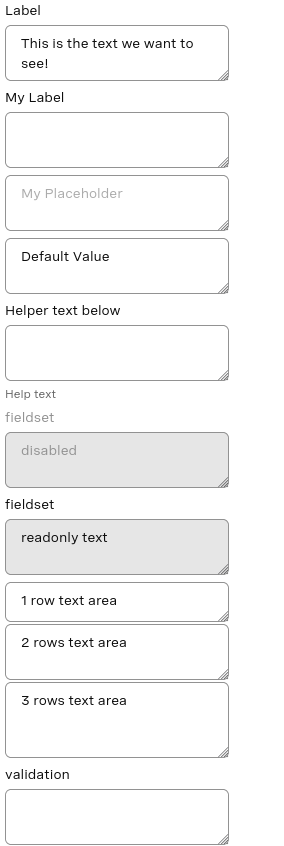 Label
This is the text we want to
see!
My Label
My Placeholder
Default Value
Helper text below
Help text
fieldset
disabled
fieldset
readonly text
1 row text area
2 rows text area
3 rows text area
validation